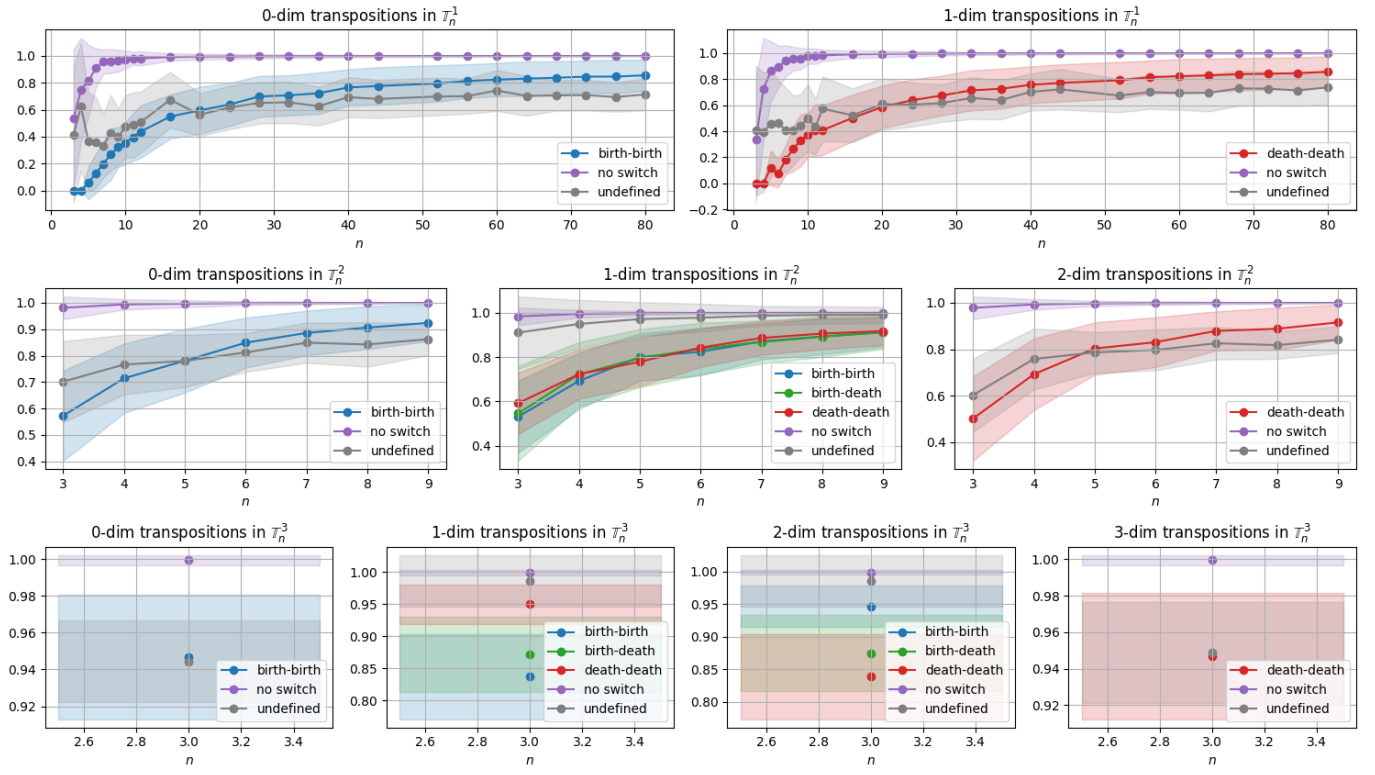 0-dim transpositions in 𝕋ₙ¹
1.0
0.8
0.6
0.4
0.2
0.0
0 10 20 30 40 50 60 70 80
n
birth-birth
no switch
undefined
1-dim transpositions in 𝕋ₙ¹
1.0
0.8
0.6
0.4
0.2
0.0
−0.2
0 10 20 30 40 50 60 70 80
n
death-death
no switch
undefined
0-dim transpositions in 𝕋ₙ²
1.0
0.9
0.8
0.7
0.6
0.5
0.4
3 4 5 6 7 8 9
n
birth-birth
no switch
undefined
1-dim transpositions in 𝕋ₙ²
1.0
0.8
0.6
0.4
3 4 5 6 7 8 9
n
birth-birth
birth-death
death-death
no switch
undefined
2-dim transpositions in 𝕋ₙ²
1.0
0.8
0.6
0.4
3 4 5 6 7 8 9
n
death-death
no switch
undefined
0-dim transpositions in 𝕋ₙ³
1.00
0.98
0.96
0.94
0.92
2.6 2.8 3.0 3.2 3.4
n
birth-birth
no switch
undefined
1-dim transpositions in 𝕋ₙ³
1.00
0.95
0.90
0.85
0.80
2.6 2.8 3.0 3.2 3.4
n
birth-birth
birth-death
death-death
no switch
undefined
2-dim transpositions in 𝕋ₙ³
1.00
0.95
0.90
0.85
0.80
2.6 2.8 3.0 3.2 3.4
n
birth-birth
birth-death
death-death
no switch
undefined
3-dim transpositions in 𝕋ₙ³
1.00
0.98
0.96
0.94
0.92
2.6 2.8 3.0 3.2 3.4
n
death-death
no switch
undefined